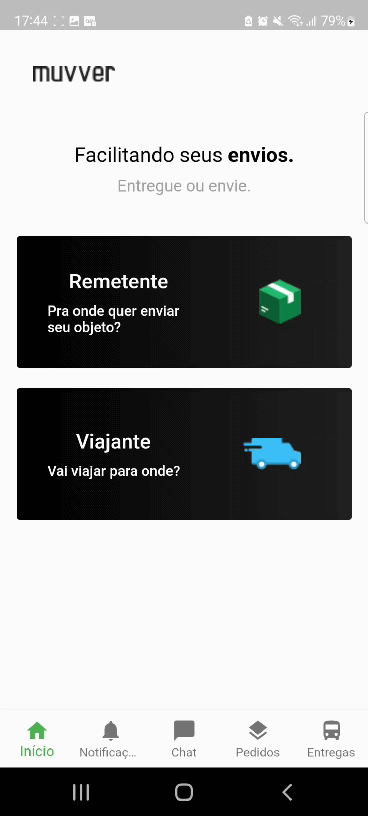 17:44
79%
muvver
Facilitando seus envios.
Entregue ou envie.
Remetente
Pra onde quer enviar
seu objeto?
Viajante
Vai viajar para onde?
Início
Notificaç...
Chat
Pedidos
Entregas